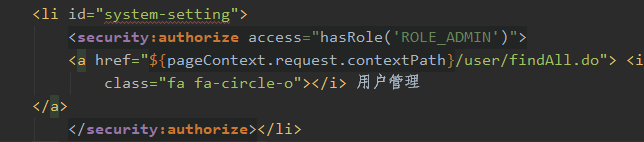 <li id="system-setting">
<security:authorize access="hasRole('ROLE_ADMIN')">
<a href="${pageContext.request.contextPath}/user/findAll.do"> <i
class="fa fa-circle-o"></i> 用户管理
</a>
</security:authorize></li>